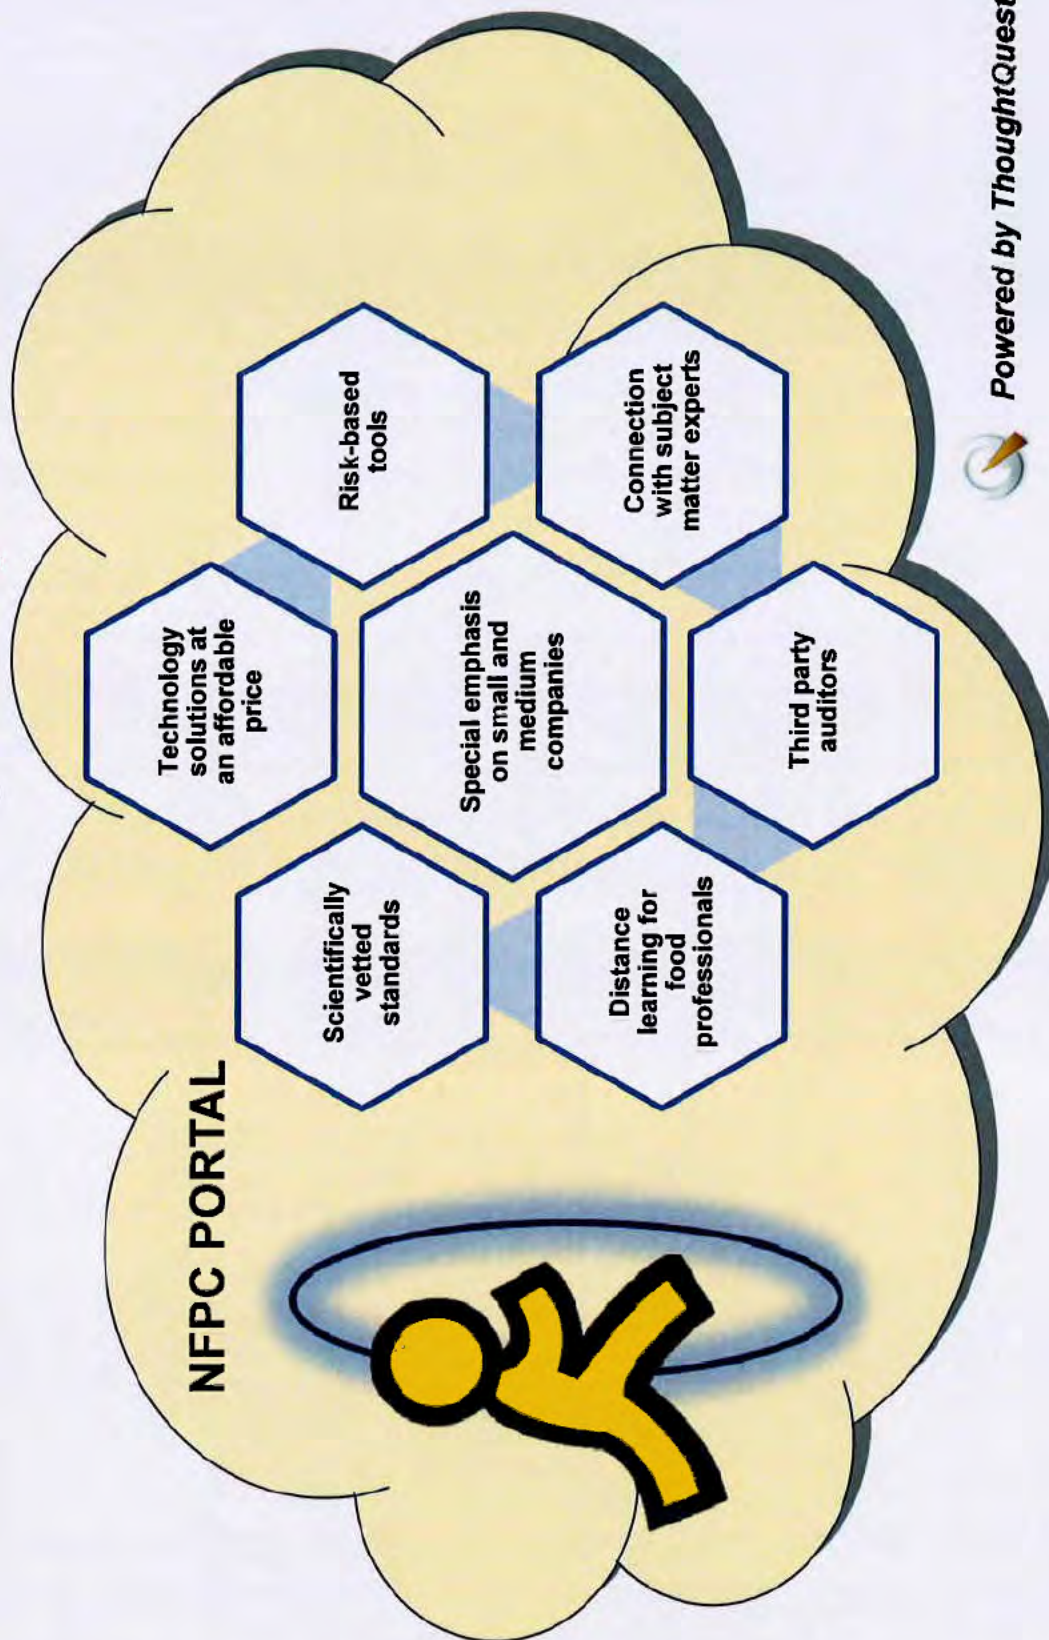 NFPC PORTAL
Technology
solutions at
an affordable
price
Scientifically
vetted
standards
Risk-based
tools
Special emphasis
on small and
medium
companies
Distance
learning for
food
professionals
Connection
with subject
matter experts
Third party
auditors
Powered by ThoughtQuest